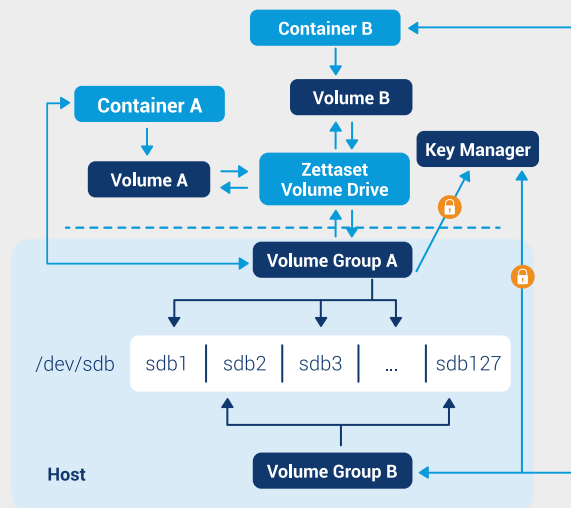 Container B
Container A
Volume B
Key Manager
Volume A
Zettaset
Volume Drive
Volume Group A
/dev/sdb
sdb1
sdb2
sdb3
...
sdb127
Volume Group B
Host